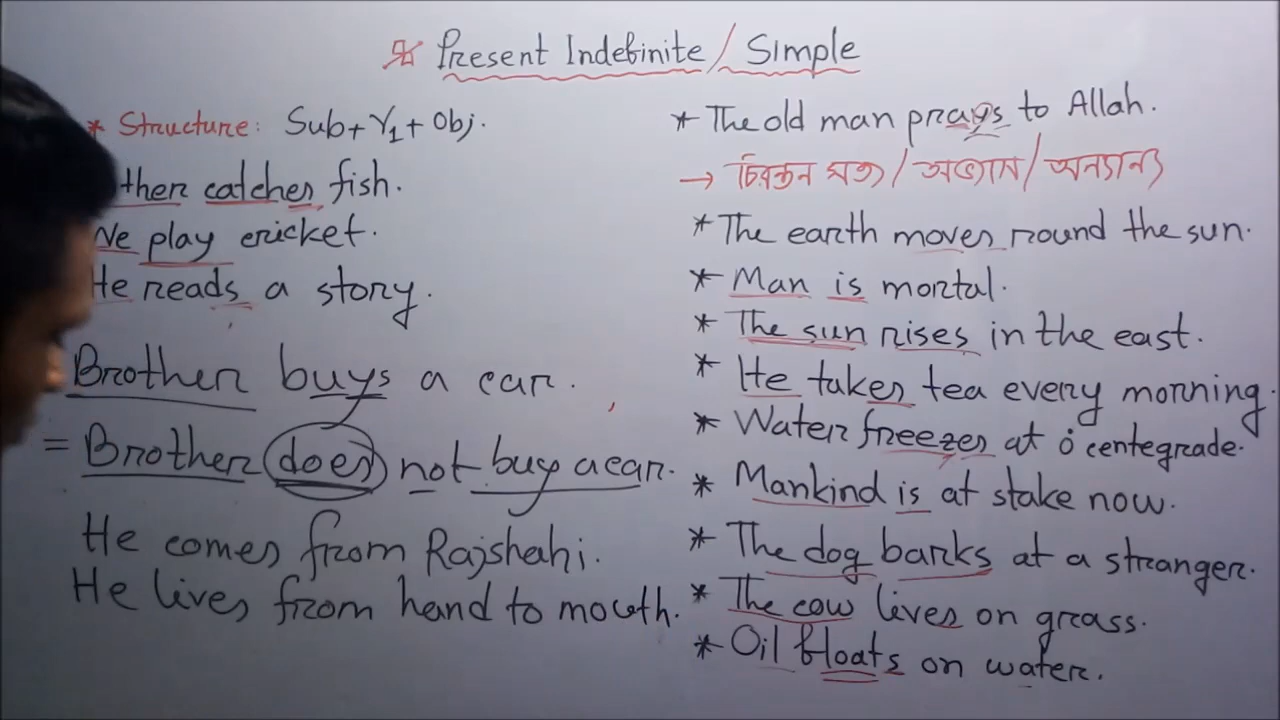 Present Indefinite / Simple
* Structure: Sub + V1 + Obj.
catches fish.
We play cricket.
He reads a story.
Brother buys a car.
= Brother does not buy a car.
He comes from Rajshahi.
He lives from hand to mouth.
* The old man prays to Allah.
→ চিরন্তন সত্য / অভ্যাস / অন্যান্য
* The earth moves round the sun.
* Man is mortal.
* The sun rises in the east.
* He takes tea every morning.
* Water freezes at 0 centegrade.
* Mankind is at stake now.
* The dog barks at a stranger.
* The cow lives on grass.
* Oil floats on water.